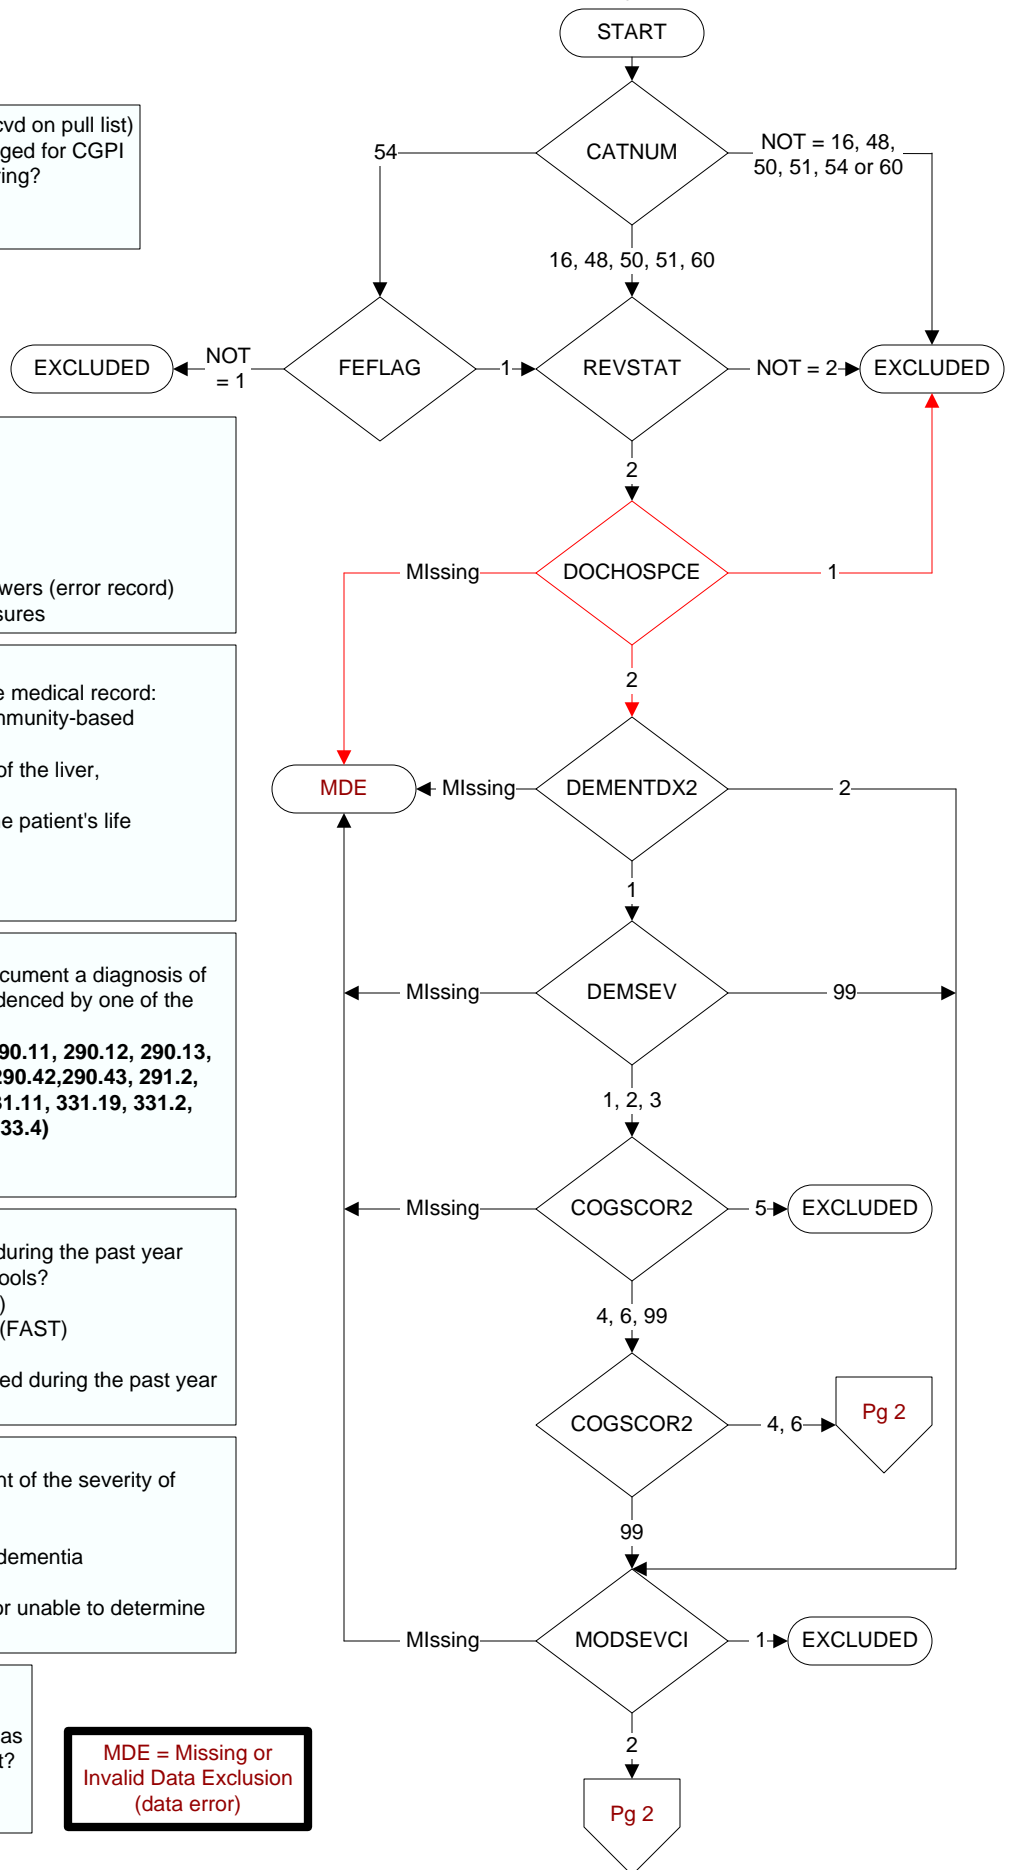 START
cvd on pull list)
ged for CGPI
ring?
54
CATNUM
NOT = 16, 48,
50, 51, 54 or 60
16, 48, 50, 51, 60
EXCLUDED
NOT
= 1
FEFLAG
1
REVSTAT
NOT = 2
EXCLUDED
2
wers (error record)
sures
MIssing
DOCHOSPCE
1
2
e medical record:
mmunity-based
of the liver,
he patient's life
MDE
MIssing
DEMENTDX2
2
1
ocument a diagnosis of
idenced by one of the
90.11, 290.12, 290.13,
290.42,290.43, 291.2,
31.11, 331.19, 331.2,
33.4)
MIssing
DEMSEV
99
1, 2, 3
during the past year
tools?
)
(FAST)
ed during the past year
MIssing
COGSCOR2
5
EXCLUDED
4, 6, 99
COGSCOR2
4, 6
Pg 2
nt of the severity of
dementia
or unable to determine
99
MIssing
MODSEVCI
1
EXCLUDED
as
t?
2
MDE = Missing or
Invalid Data Exclusion
(data error)
Pg 2